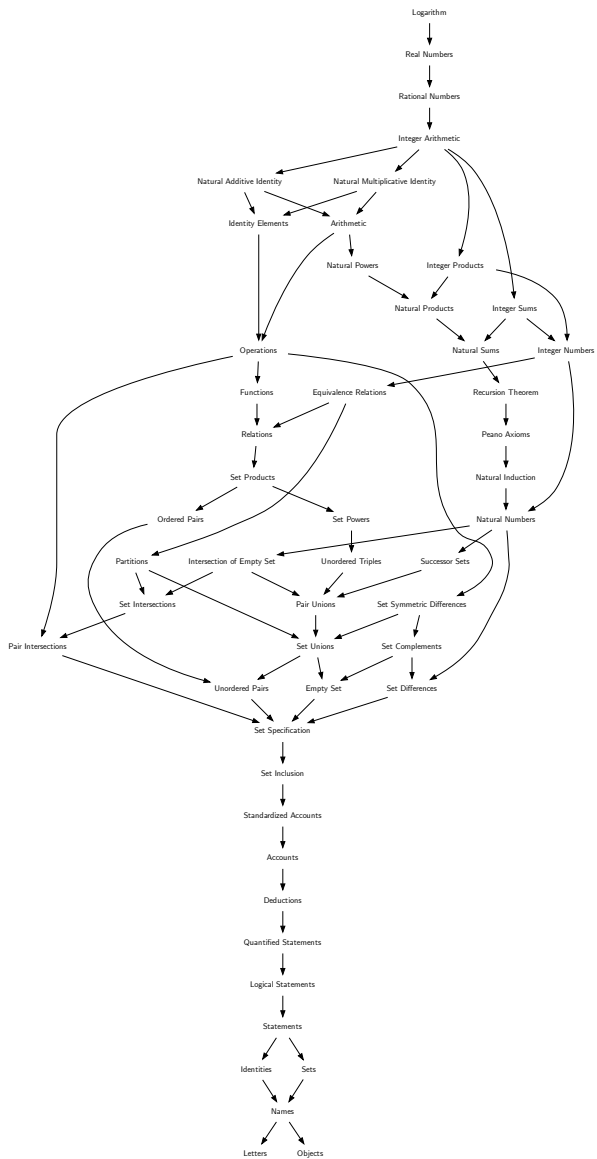 Logarithm
Real Numbers
Rational Numbers
Integer Arithmetic
Natural Additive Identity
Natural Multiplicative Identity
Identity Elements
Arithmetic
Natural Powers
Integer Products
Natural Products
Integer Sums
Operations
Natural Sums
Integer Numbers
Functions
Equivalence Relations
Recursion Theorem
Relations
Peano Axioms
Set Products
Natural Induction
Ordered Pairs
Set Powers
Natural Numbers
Partitions
Intersection of Empty Set
Unordered Triples
Successor Sets
Set Intersections
Pair Unions
Set Symmetric Differences
Pair Intersections
Set Unions
Set Complements
Unordered Pairs
Empty Set
Set Differences
Set Specification
Set Inclusion
Standardized Accounts
Accounts
Deductions
Quantified Statements
Logical Statements
Statements
Identities
Sets
Names
Letters
Objects